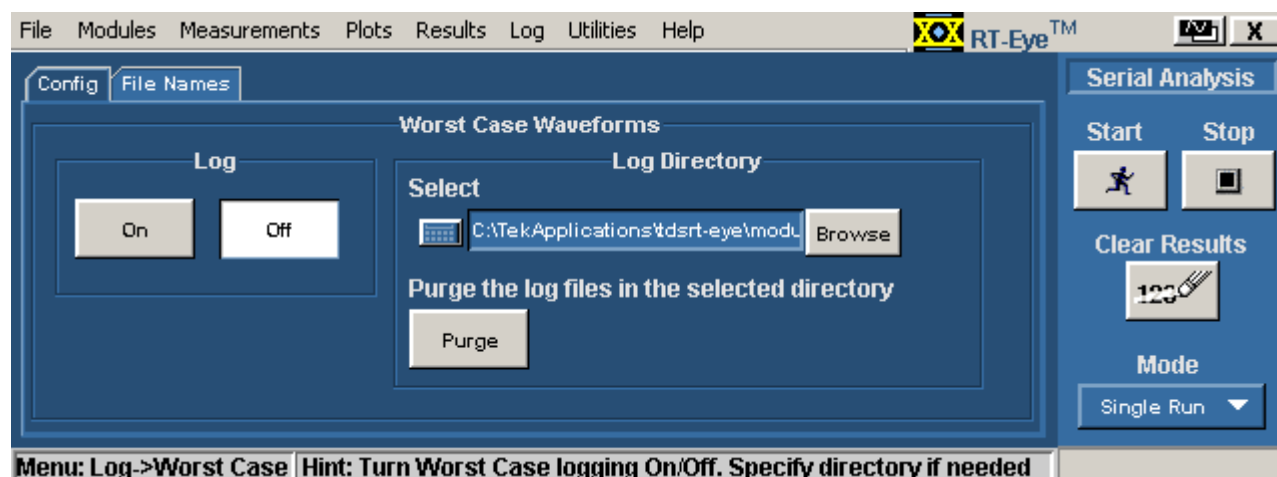 File Modules Measurements Plots Results Log Utilities Help RT-Eye™ X
Config File Names
Serial Analysis
Worst Case Waveforms
Start Stop
Log
Log Directory
Select
On Off
C:\TekApplications\tdsrt-eye\modu Browse
Clear Results
Purge the log files in the selected directory
123
Purge
Mode
Single Run
Menu: Log->Worst Case Hint: Turn Worst Case logging On/Off. Specify directory if needed